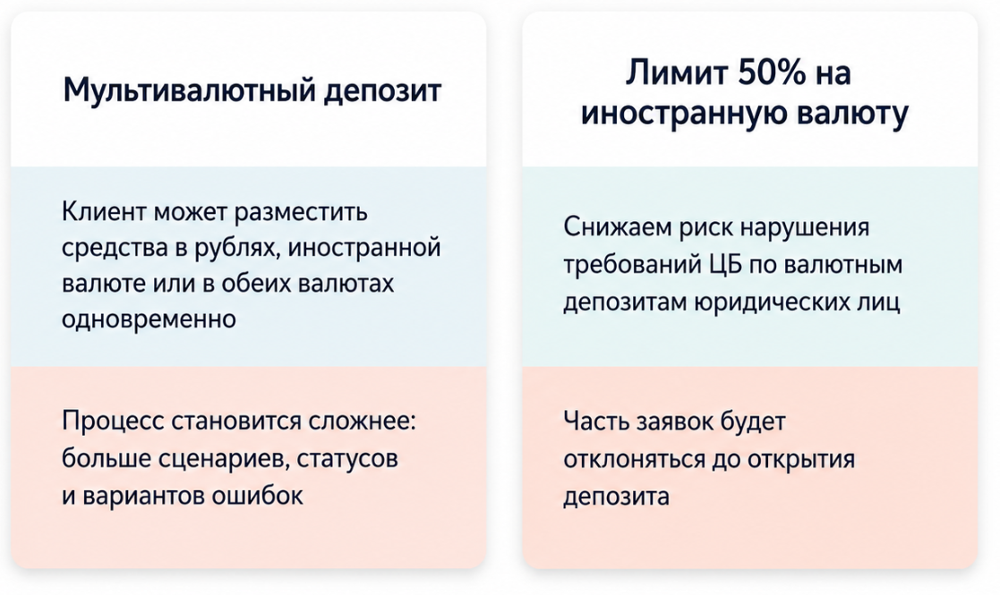 Мультивалютный депозит
Клиент может разместить
средства в рублях, иностранной
валюте или в обеих валютах
одновременно
Процесс становится сложнее:
больше сценариев, статусов
и вариантов ошибок
Лимит 50% на
иностранную валюту
Снижаем риск нарушения
требований ЦБ по валютным
депозитам юридических лиц
Часть заявок будет
отклоняться до открытия
депозита